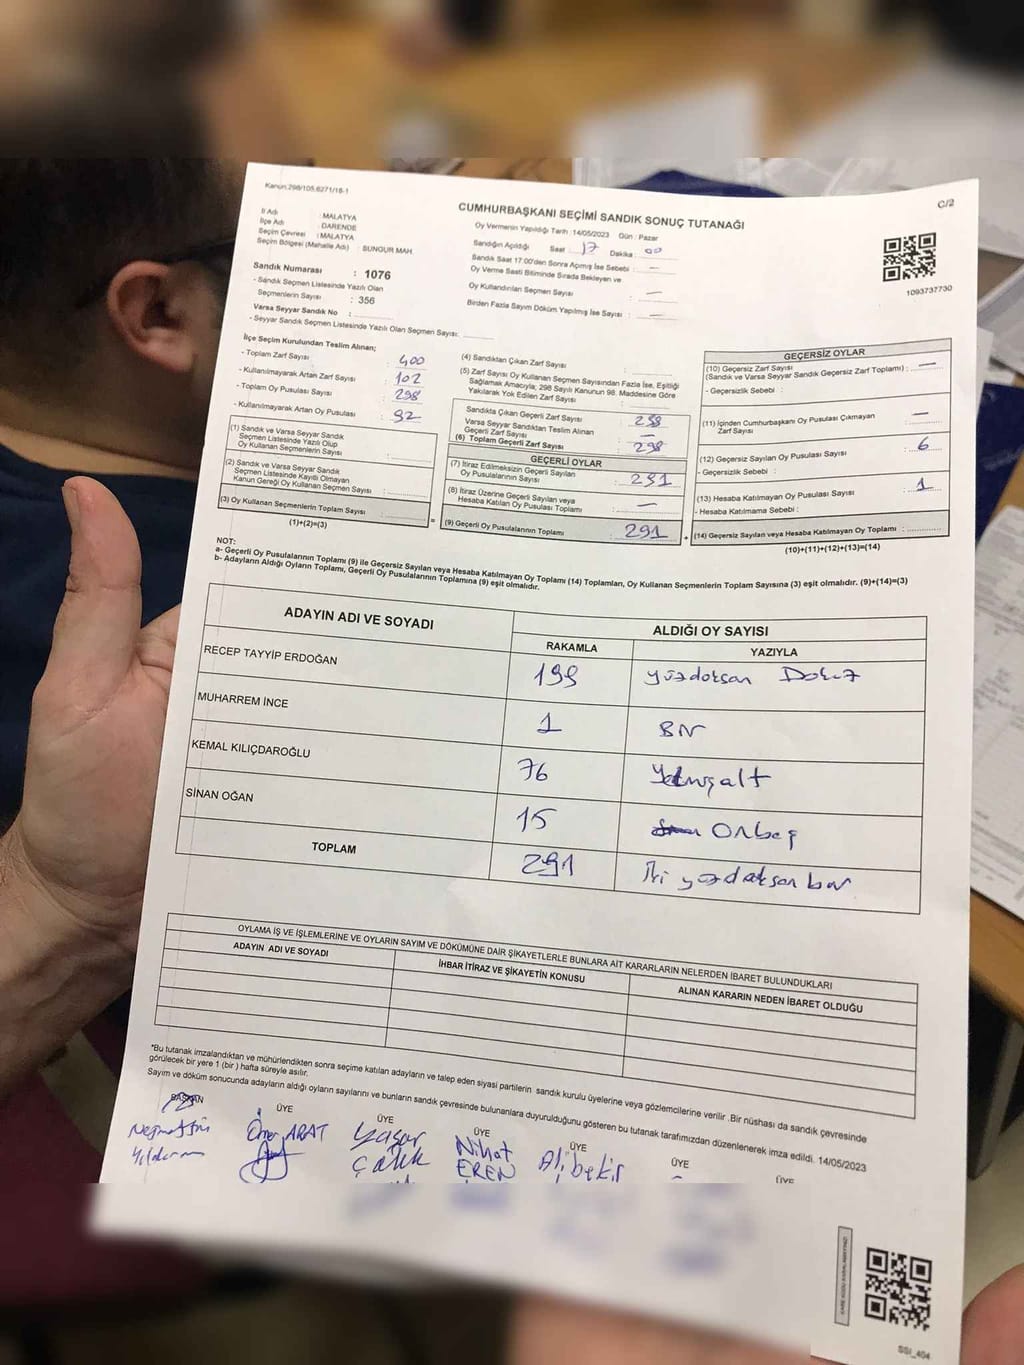 Kanun.298/105.6271/16-1
C/2
CUMHURBAŞKANI SEÇİMİ SANDIK SONUÇ TUTANAĞI
İl Adı : MALATYA
İlçe Adı : DARENDE
Seçim Çevresi : MALATYA
Seçim Bölgesi (Mahalle Adı) : SUNGUR MAH
Oy Vermenin Yapıldığı Tarih : 14/05/2023 Gün : Pazar
Sandığın Açıldığı Saat : 17 Dakika : 00
Sandık Saat 17:00'den Sonra Açımış İse Sebebi : —
Oy Verme Saati Bitiminde Sırada Bekleyen ve
Oy Kullandırılan Seçmen Sayısı : —
Birden Fazla Sayım Döküm Yapılmış İse Sayısı : —
1093737730
Sandık Numarası : 1076
- Sandık Seçmen Listesinde Yazılı Olan
Seçmenlerin Sayısı : 356
Varsa Seyyar Sandık No :
- Seyyar Sandık Seçmen Listesinde Yazılı Olan Seçmen Sayısı:
İlçe Seçim Kurulundan Teslim Alınan;
- Toplam Zarf Sayısı : 400
- Kullanılmayarak Artan Zarf Sayısı : 102
- Toplam Oy Pusulası Sayısı
- Kullanılmayarak Artan Oy Pusulası : 92
(1) Sandık ve Varsa Seyyar Sandık
Seçmen Listesinde Yazılı Olup
Oy Kullanan Seçmenlerin Sayısı :
(2) Sandık ve Varsa Seyyar Sandık
Seçmen Listesinde Kayıtlı Olmayan
Kanun Gereği Oy Kullanan Seçmen Sayısı :
(3) Oy Kullanan Seçmenlerin Toplam Sayısı :
(1)+(2)=(3)
=
(4) Sandıktan Çıkan Zarf Sayısı :
(5) Zarf Sayısı Oy Kullanan Seçmen Sayısından Fazla İse, Eşitliği
Sağlamak Amacıyla; 298 Sayılı Kanunun 98. Maddesine Göre
Yakılarak Yok Edilen Zarf Sayısı :
Sandıkta Çıkan Geçerli Zarf Sayısı : 298
Varsa Seyyar Sandıktan Teslim Alınan
Geçerli Zarf Sayısı : —
(6) Toplam Geçerli Zarf Sayısı : 298
GEÇERLİ OYLAR
(7) İtiraz Edilmeksizin Geçerli Sayılan
Oy Pusulalarının Sayısı : 291
(8) İtiraz Üzerine Geçerli Sayılan veya
Hesaba Katılan Oy Pusulası Toplamı : —
(9) Geçerli Oy Pusulalarının Toplamı : 291
+
GEÇERSİZ OYLAR
(10) Geçersiz Zarf Sayısı
(Sandık ve Varsa Seyyar Sandık Geçersiz Zarf Toplamı) : —
- Geçersizlik Sebebi :
(11) İçinden Cumhurbaşkanı Oy Pusulası Çıkmayan
Zarf Sayısı : —
(12) Geçersiz Sayılan Oy Pusulası Sayısı : 6
- Geçersizlik Sebebi :
(13) Hesaba Katılmayan Oy Pusulası Sayısı : 1
- Hesaba Katılmama Sebebi :
(14) Geçersiz Sayılan veya Hesaba Katılmayan Oy Toplamı :
(10)+(11)+(12)+(13)=(14)
NOT:
a- Geçerli Oy Pusulalarının Toplamı (9) ile Geçersiz Sayılan veya Hesaba Katılmayan Oy Toplamı (14) Toplamları, Oy Kullanan Seçmenlerin Toplam Sayısına (3) eşit olmalıdır. (9)+(14)=(3)
b- Adayların Aldığı Oyların Toplamı, Geçerli Oy Pusulalarının Toplamına (9) eşit olmalıdır.
ADAYIN ADI VE SOYADI
ALDIĞI OY SAYISI
RAKAMLA YAZIYLA
RECEP TAYYİP ERDOĞAN 199 yüzdoksan Dokuz
MUHARREM İNCE 1 BİR
KEMAL KILIÇDAROĞLU 76 Yetmişaltı
SİNAN OĞAN 15 Onbeş
TOPLAM 291 İki yüzdoksan bir
OYLAMA İŞ VE İŞLEMLERİNE VE OYLARIN SAYIM VE DÖKÜMÜNE DAİR ŞİKAYETLERLE BUNLARA AİT KARARLARIN NELERDEN İBARET BULUNDUKLARI
ADAYIN ADI VE SOYADI
İHBAR İTİRAZ VE ŞİKAYETİN KONUSU
ALINAN KARARIN NEDEN İBARET OLDUĞU
*Bu tutanak imzalandıktan ve mühürlendikten sonra seçime katılan adayların ve talep eden siyasi partilerin sandık kurulu üyelerine veya gözlemcilerine verilir .Bir nüshası da sandık çevresinde
görülecek bir yere 1 (bir ) hafta süreyle asılır.
Sayım ve döküm sonucunda adayların aldığı oyların sayılarını ve bunların sandık çevresinde bulunanlara duyurulduğunu gösteren bu tutanak tarafımızdan düzenlenerek imza edildi. 14/05/2023
BAŞKAN ÜYE ÜYE ÜYE ÜYE ÜYE ÜYE
Necmettin Yıldırım
Ömer ARAT
Yaşar
Nihat EREN
Ali bekir
SSI_404